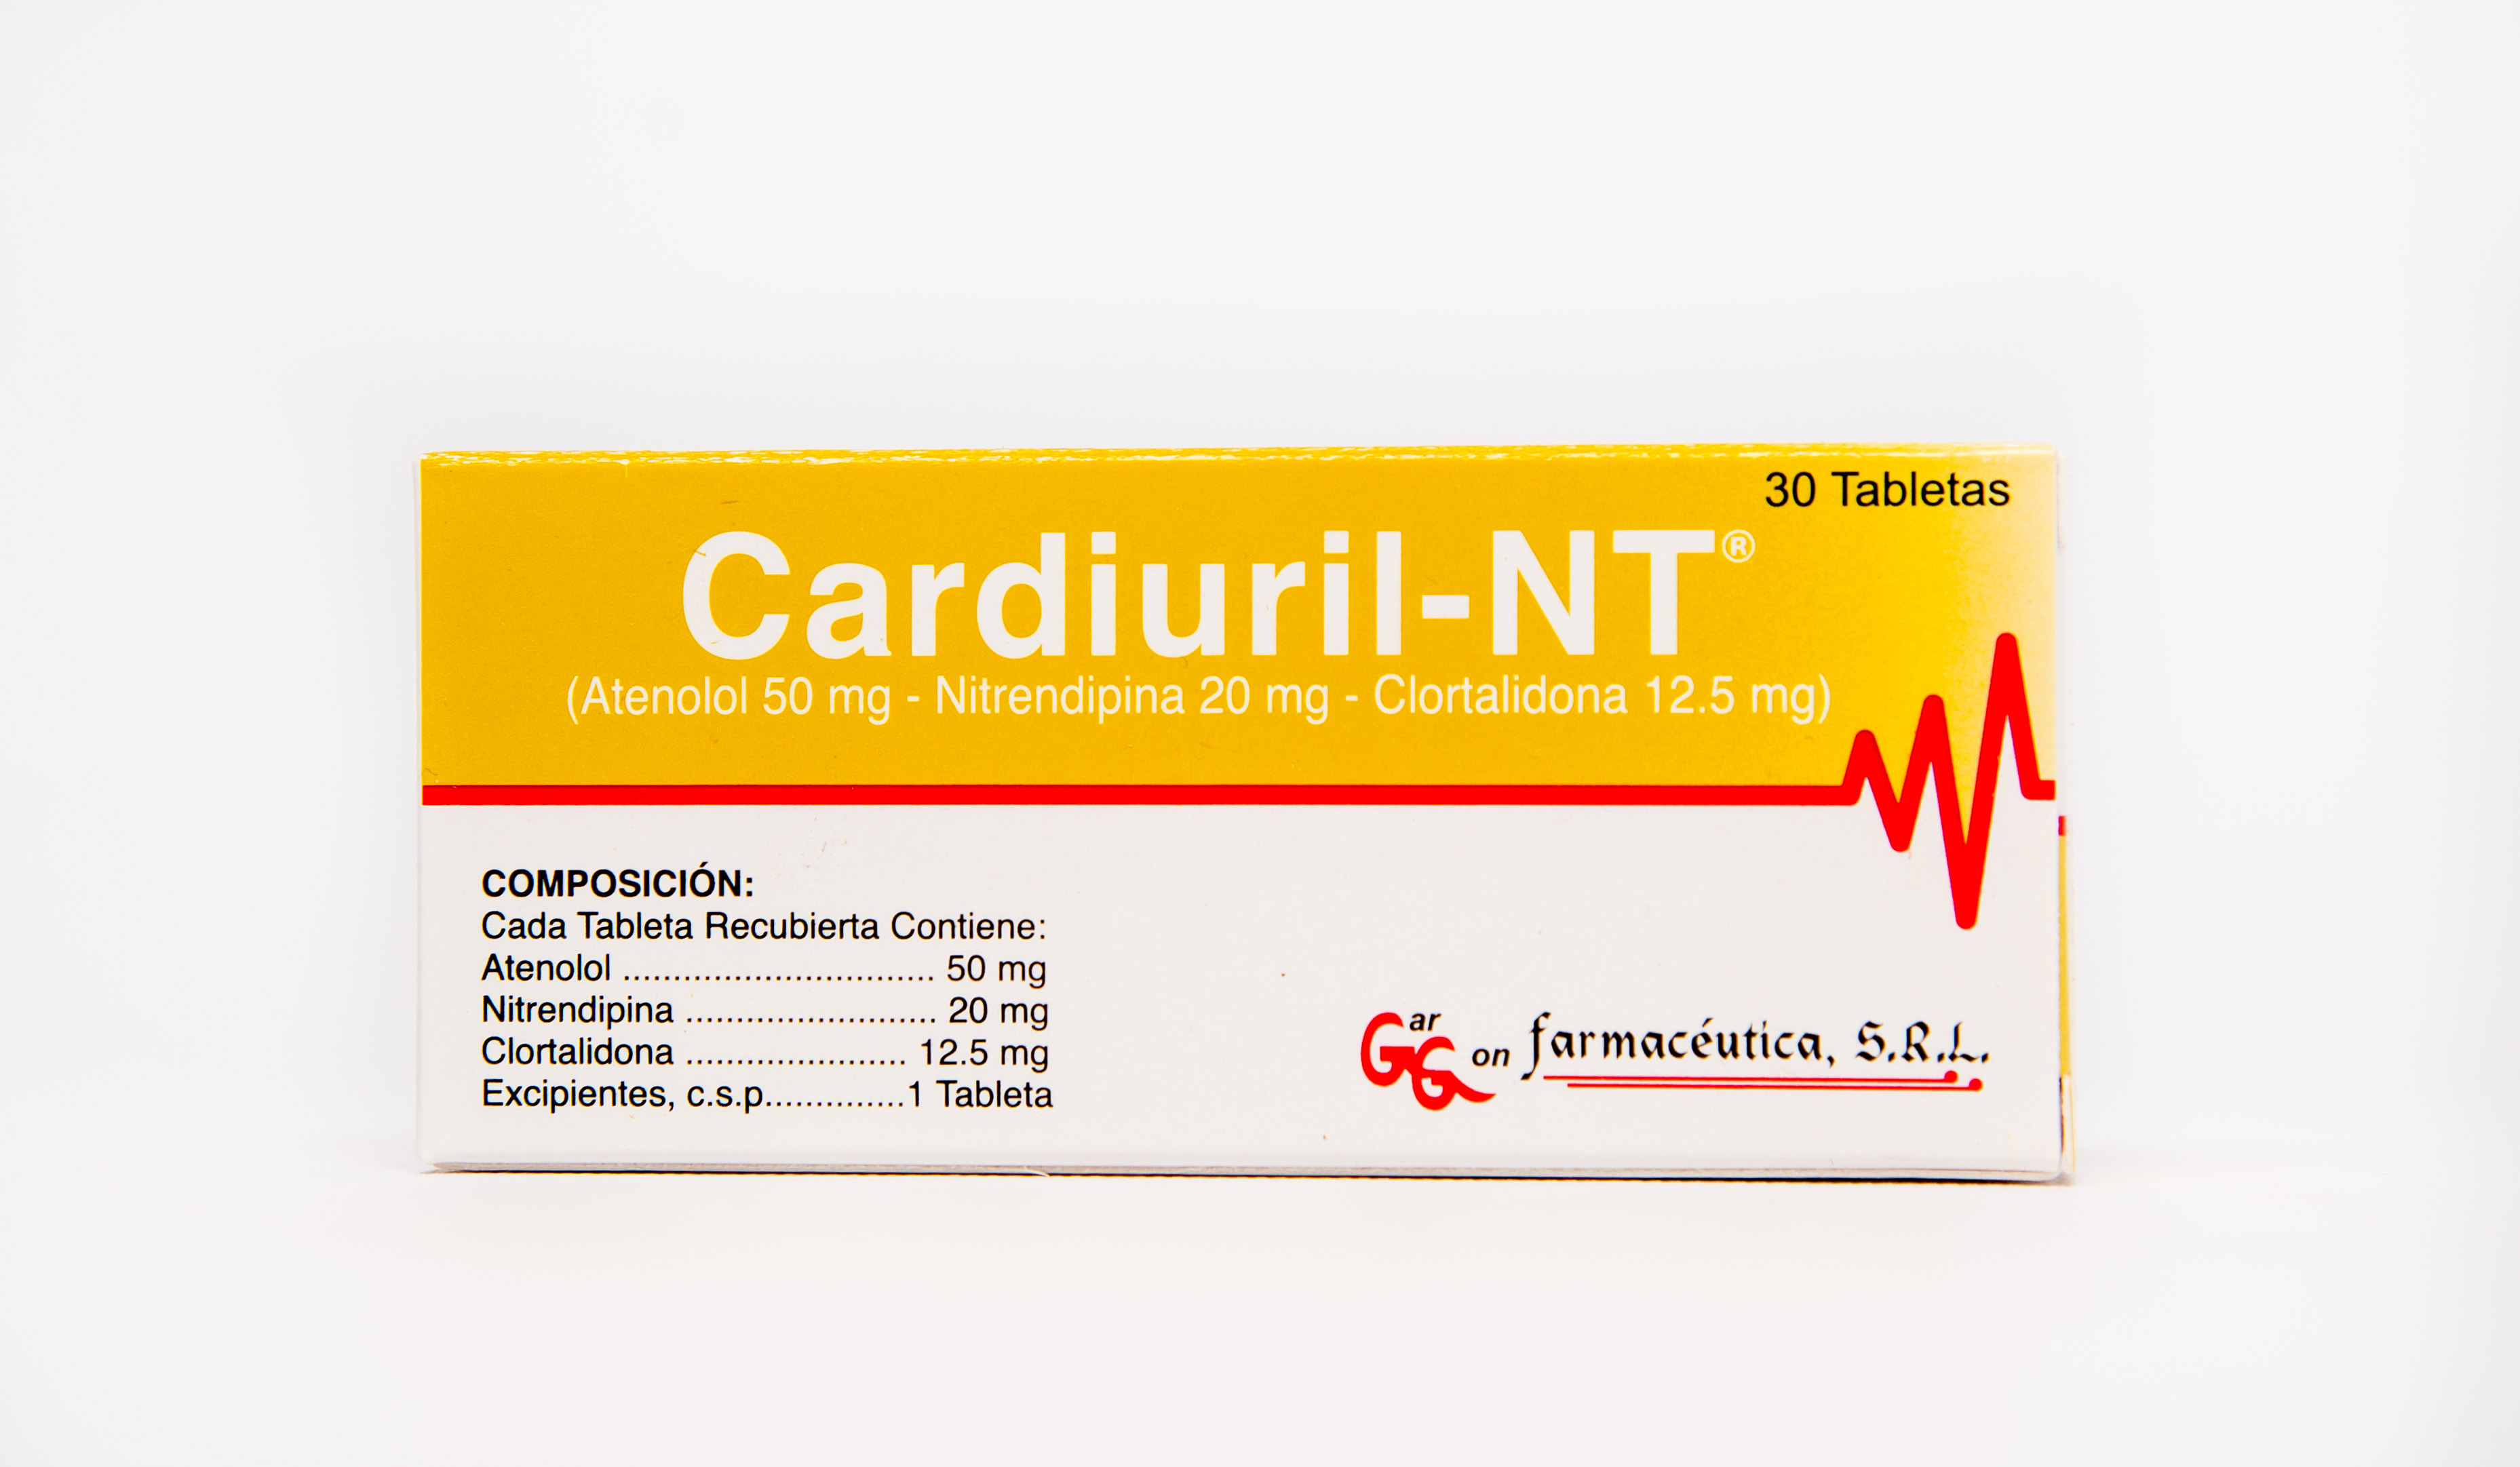 30 Tabletas
Cardiuril-NT®
(Atenolol 50 mg - Nitrendipina 20 mg - Clortalidona 12.5 mg)
COMPOSICIÓN:
Cada Tableta Recubierta Contiene:
Atenolol .............................. 50 mg
Nitrendipina ........................ 20 mg
Clortalidona ..................... 12.5 mg
Excipientes, c.s.p..............1 Tableta
Gar Gon farmacéutica, S.R.L.